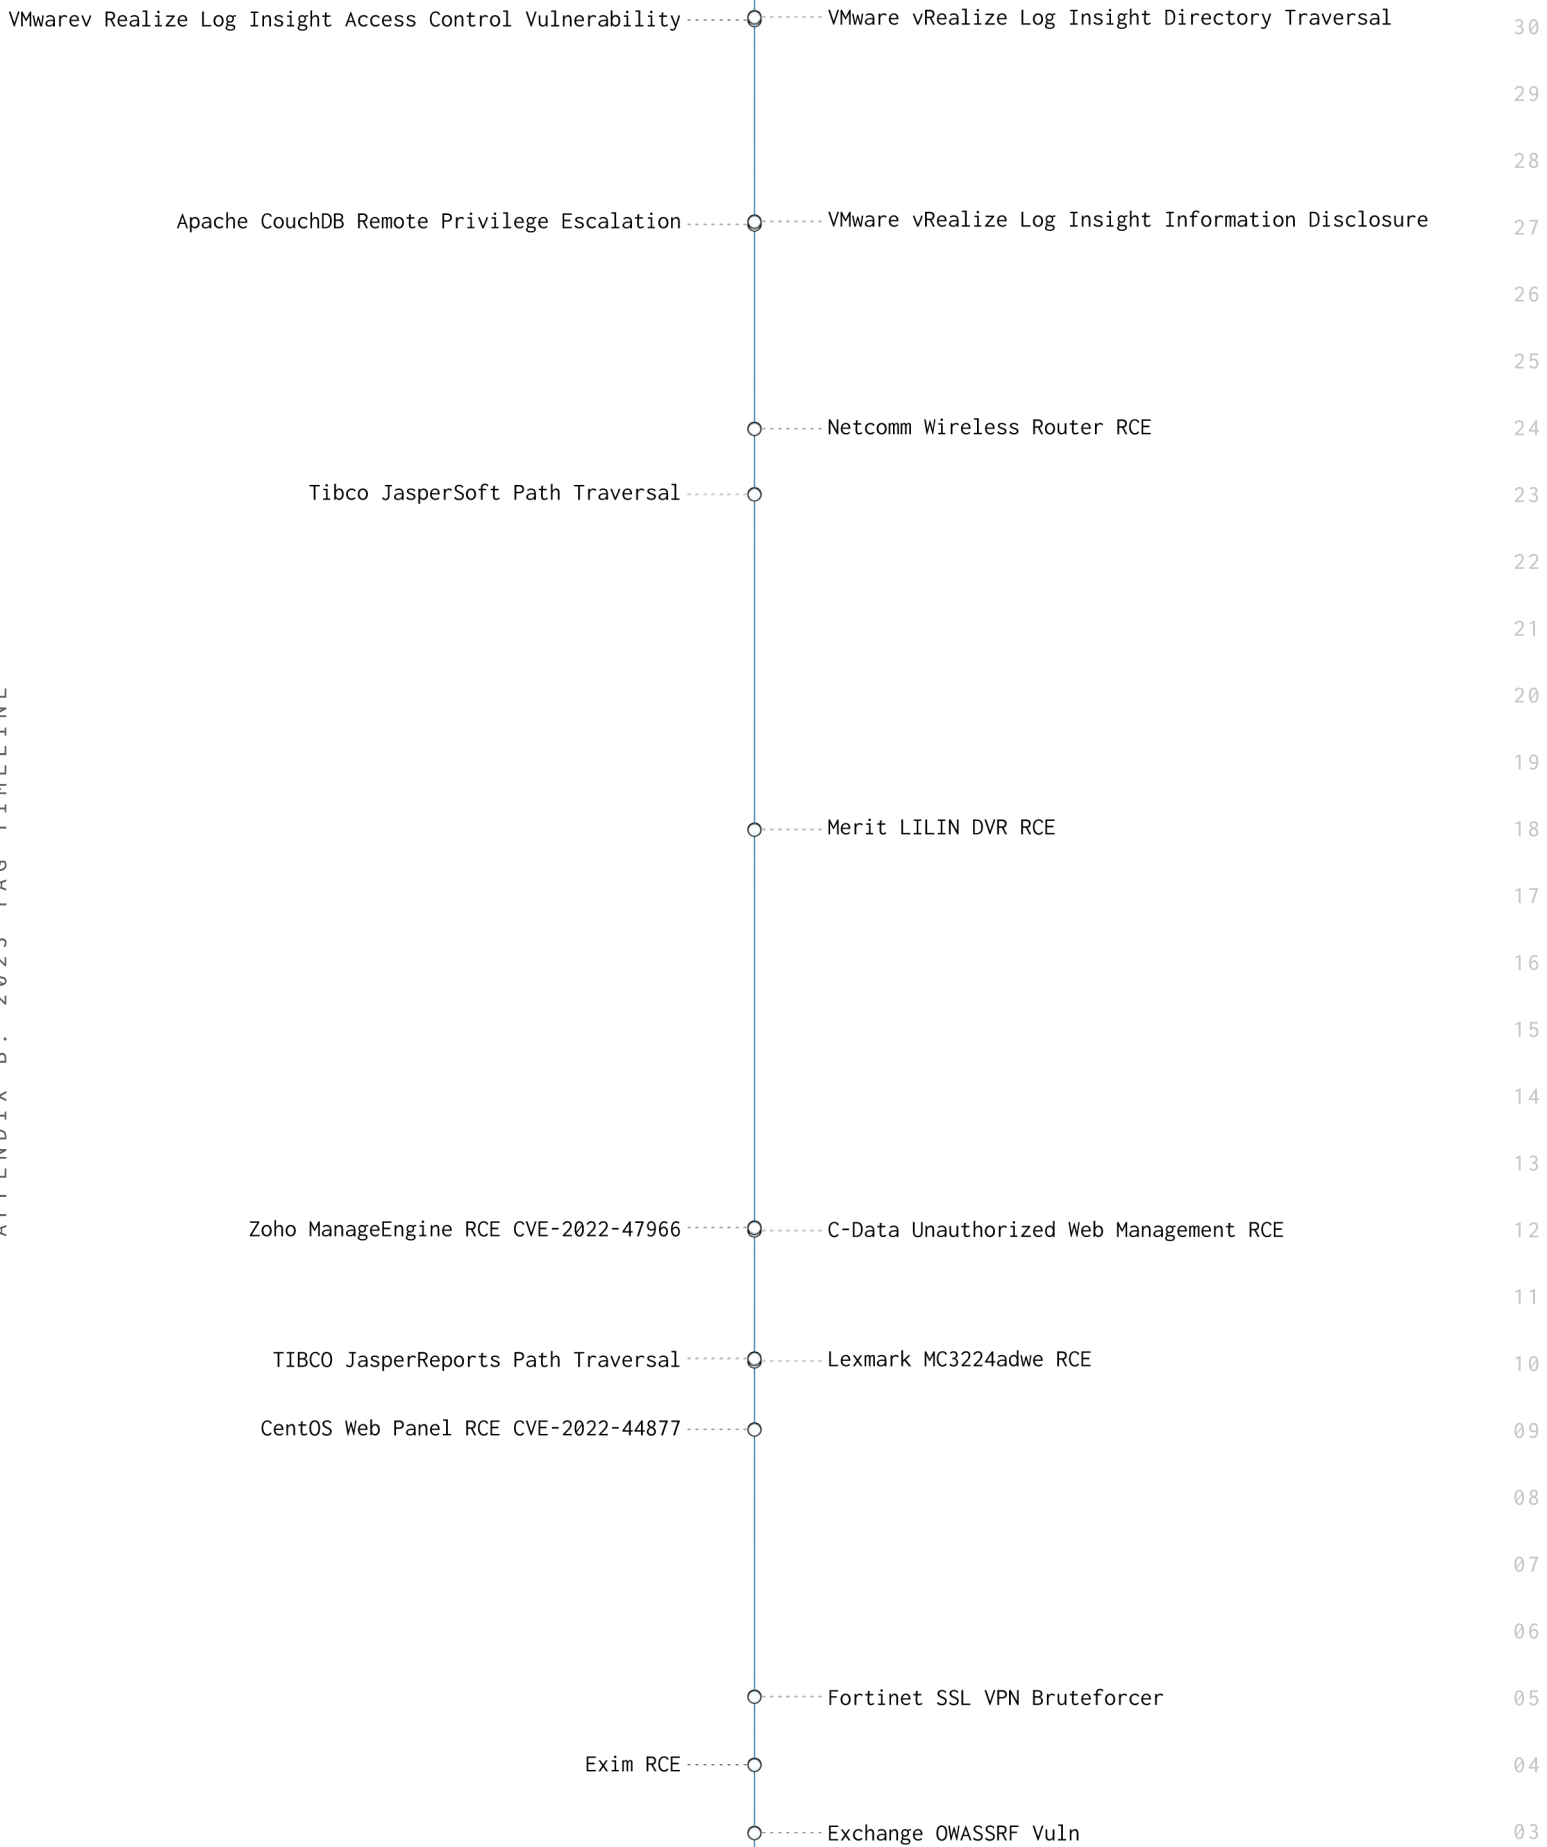 VMwarev Realize Log Insight Access Control Vulnerability VMware vRealize Log Insight Directory Traversal 30
29
28
Apache CouchDB Remote Privilege Escalation VMware vRealize Log Insight Information Disclosure 27
26
25
Netcomm Wireless Router RCE 24
Tibco JasperSoft Path Traversal 23
22
21
20
19
Merit LILIN DVR RCE 18
17
16
15
14
13
Zoho ManageEngine RCE CVE-2022-47966 C-Data Unauthorized Web Management RCE 12
11
TIBCO JasperReports Path Traversal Lexmark MC3224adwe RCE 10
CentOS Web Panel RCE CVE-2022-44877 09
08
07
06
Fortinet SSL VPN Bruteforcer 05
Exim RCE 04
Exchange OWASSRF Vuln 03
APPENDIX B: 2023 TAG TIMELINE